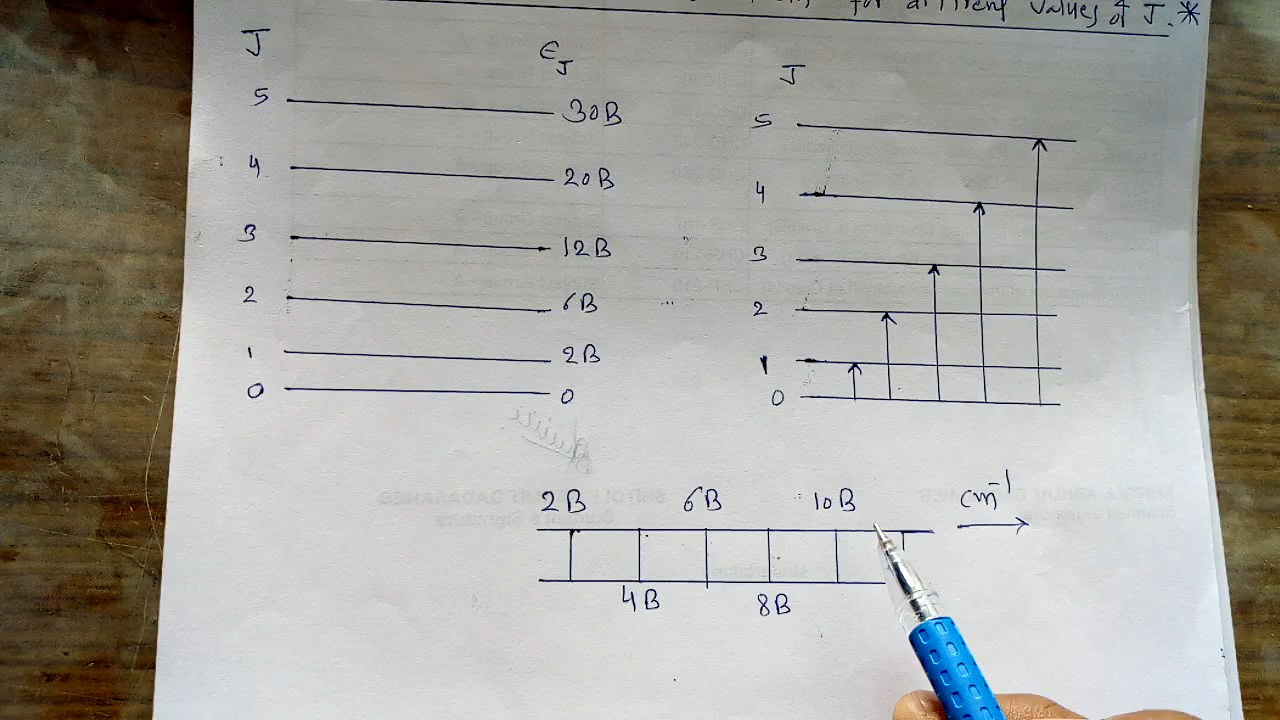 for different values of J. *
J ϵJ
5 30B
4 20B
3 12B
2 6B
1 2B
0 0
J
5
4
3
2
1
0
2B 6B 10B cm⁻¹
4B 8B